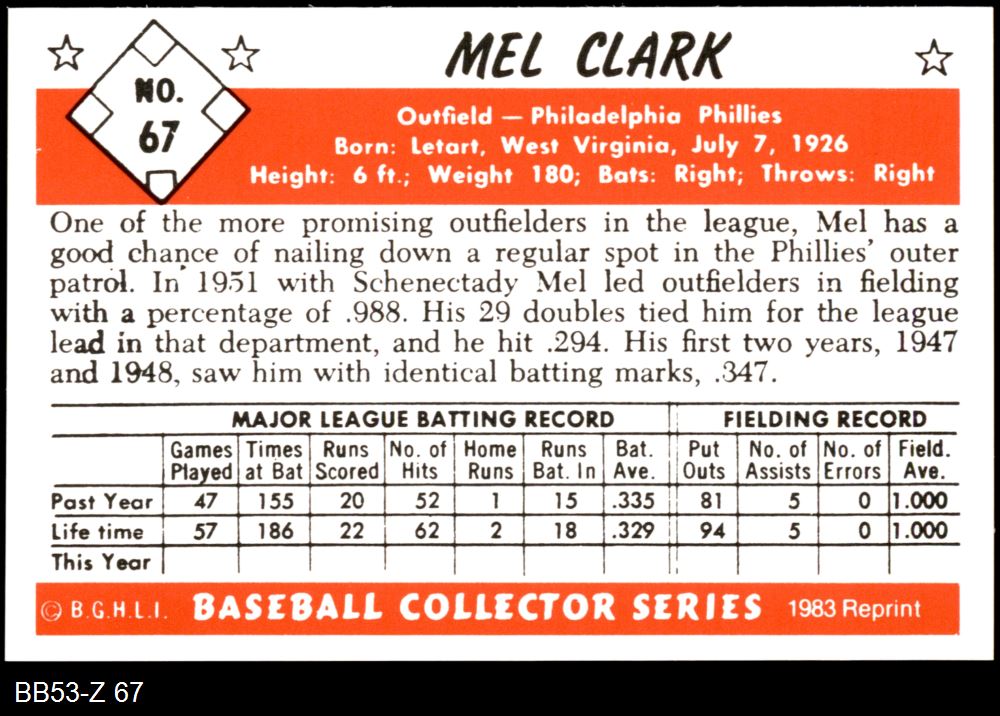 MEL CLARK
NO.
67
Outfield — Philadelphia Phillies
Born: Letart, West Virginia, July 7, 1926
Height: 6 ft.; Weight 180; Bats: Right; Throws: Right
One of the more promising outfielders in the league, Mel has a
good chance of nailing down a regular spot in the Phillies' outer
patrol. In 1951 with Schenectady Mel led outfielders in fielding
with a percentage of .988. His 29 doubles tied him for the league
lead in that department, and he hit .294. His first two years, 1947
and 1948, saw him with identical batting marks, .347.
MAJOR LEAGUE BATTING RECORD FIELDING RECORD
Games Times Runs No. of Home Runs Bat. Put No. of No. of Field.
Played at Bat Scored Hits Runs Bat. In Ave. Outs Assists Errors Ave.
Past Year 47 155 20 52 1 15 .335 81 5 0 1.000
Life time 57 186 22 62 2 18 .329 94 5 0 1.000
This Year
© B.G.H.L.I. BASEBALL COLLECTOR SERIES 1983 Reprint
BB53-Z 67